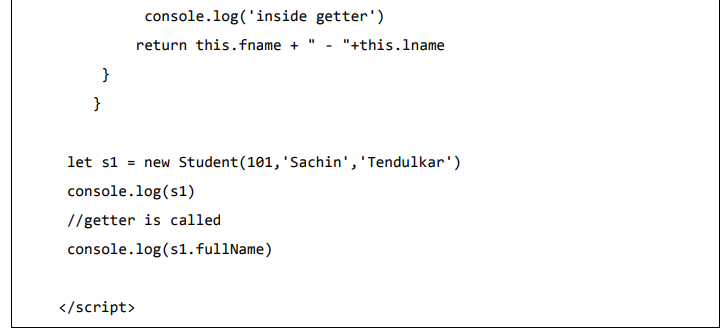 console.log('inside getter')
return this.fname + " - "+this.lname
}
}
let s1 = new Student(101,'Sachin','Tendulkar')
console.log(s1)
//getter is called
console.log(s1.fullName)
</script>